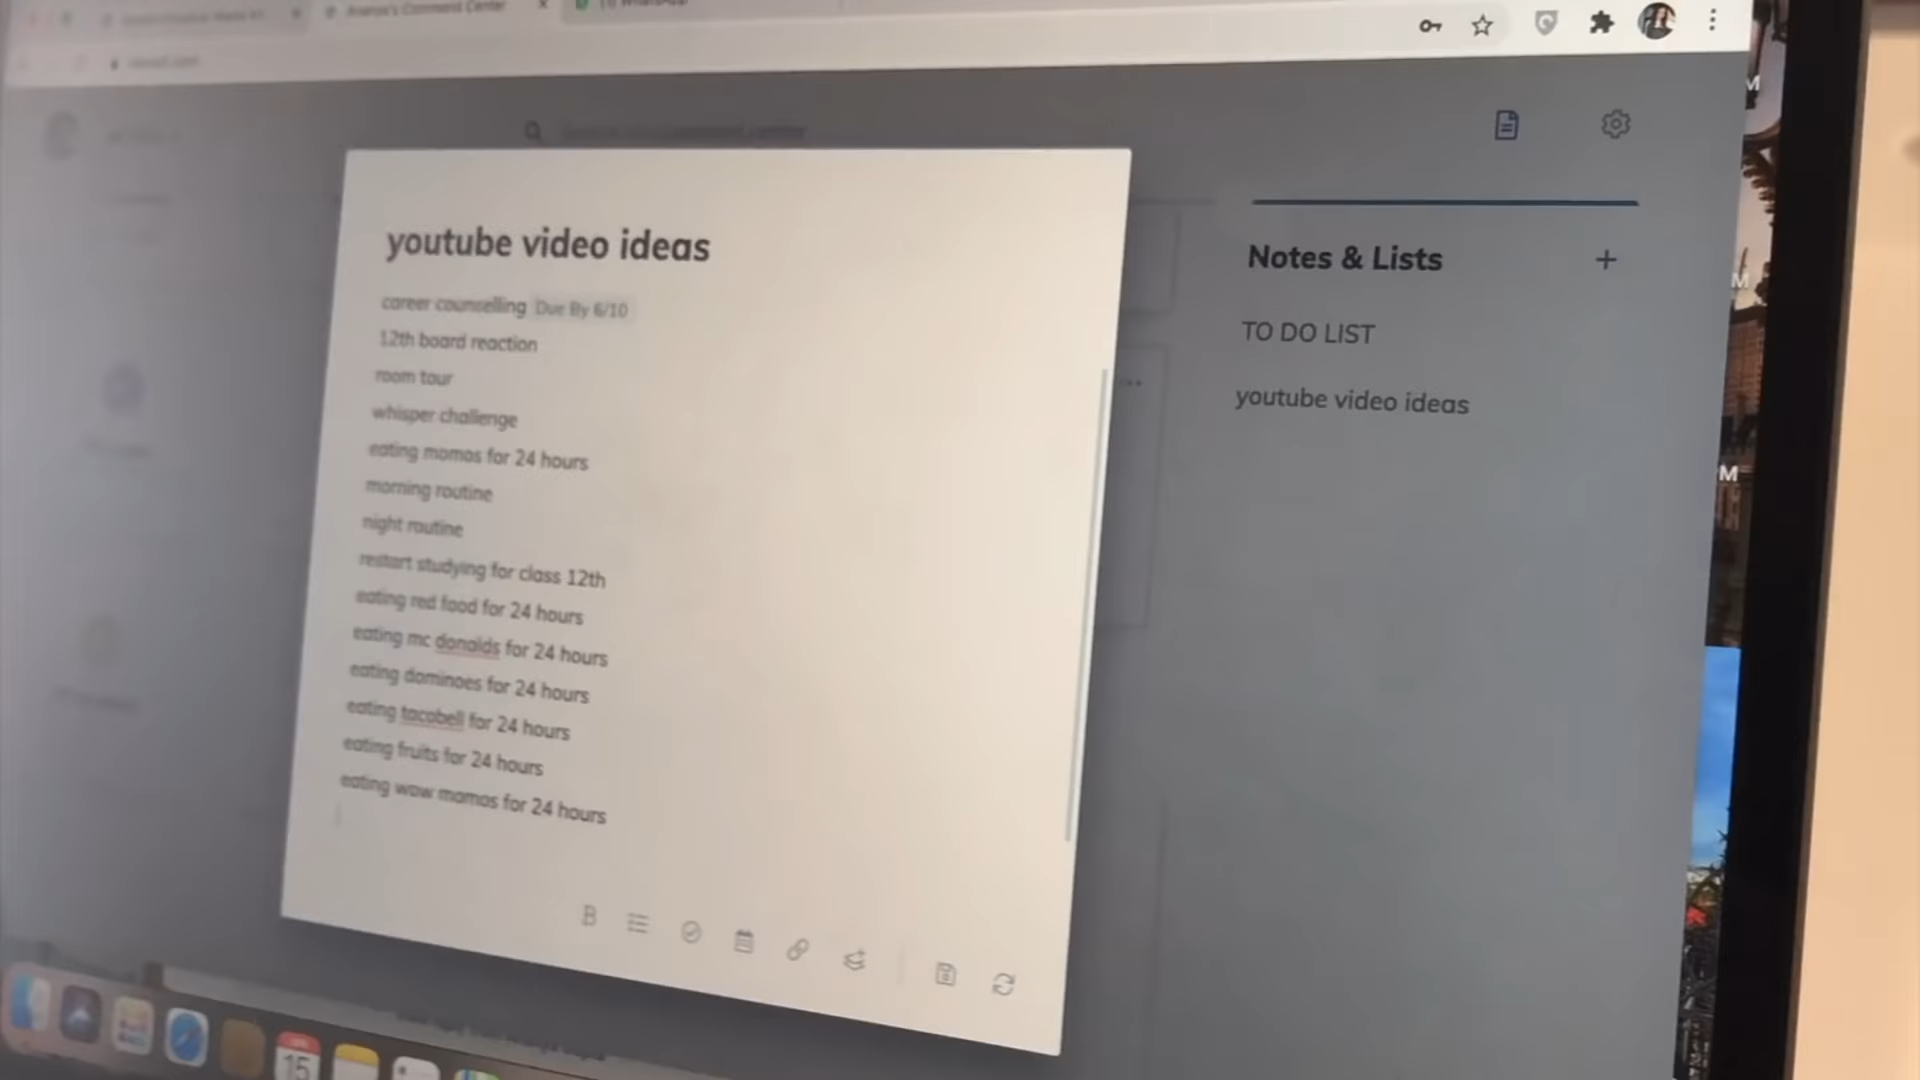 Command Center
WhatsApp
youtube video ideas
career counselling Due By 6/10
12th board reaction
room tour
whisper challenge
eating momos for 24 hours
morning routine
night routine
restart studying for class 12th
eating red food for 24 hours
eating mc donalds for 24 hours
eating dominoes for 24 hours
eating tacobell for 24 hours
eating fruits for 24 hours
eating wow momos for 24 hours
B
Notes & Lists
TO DO LIST
youtube video ideas
M
M
M
15